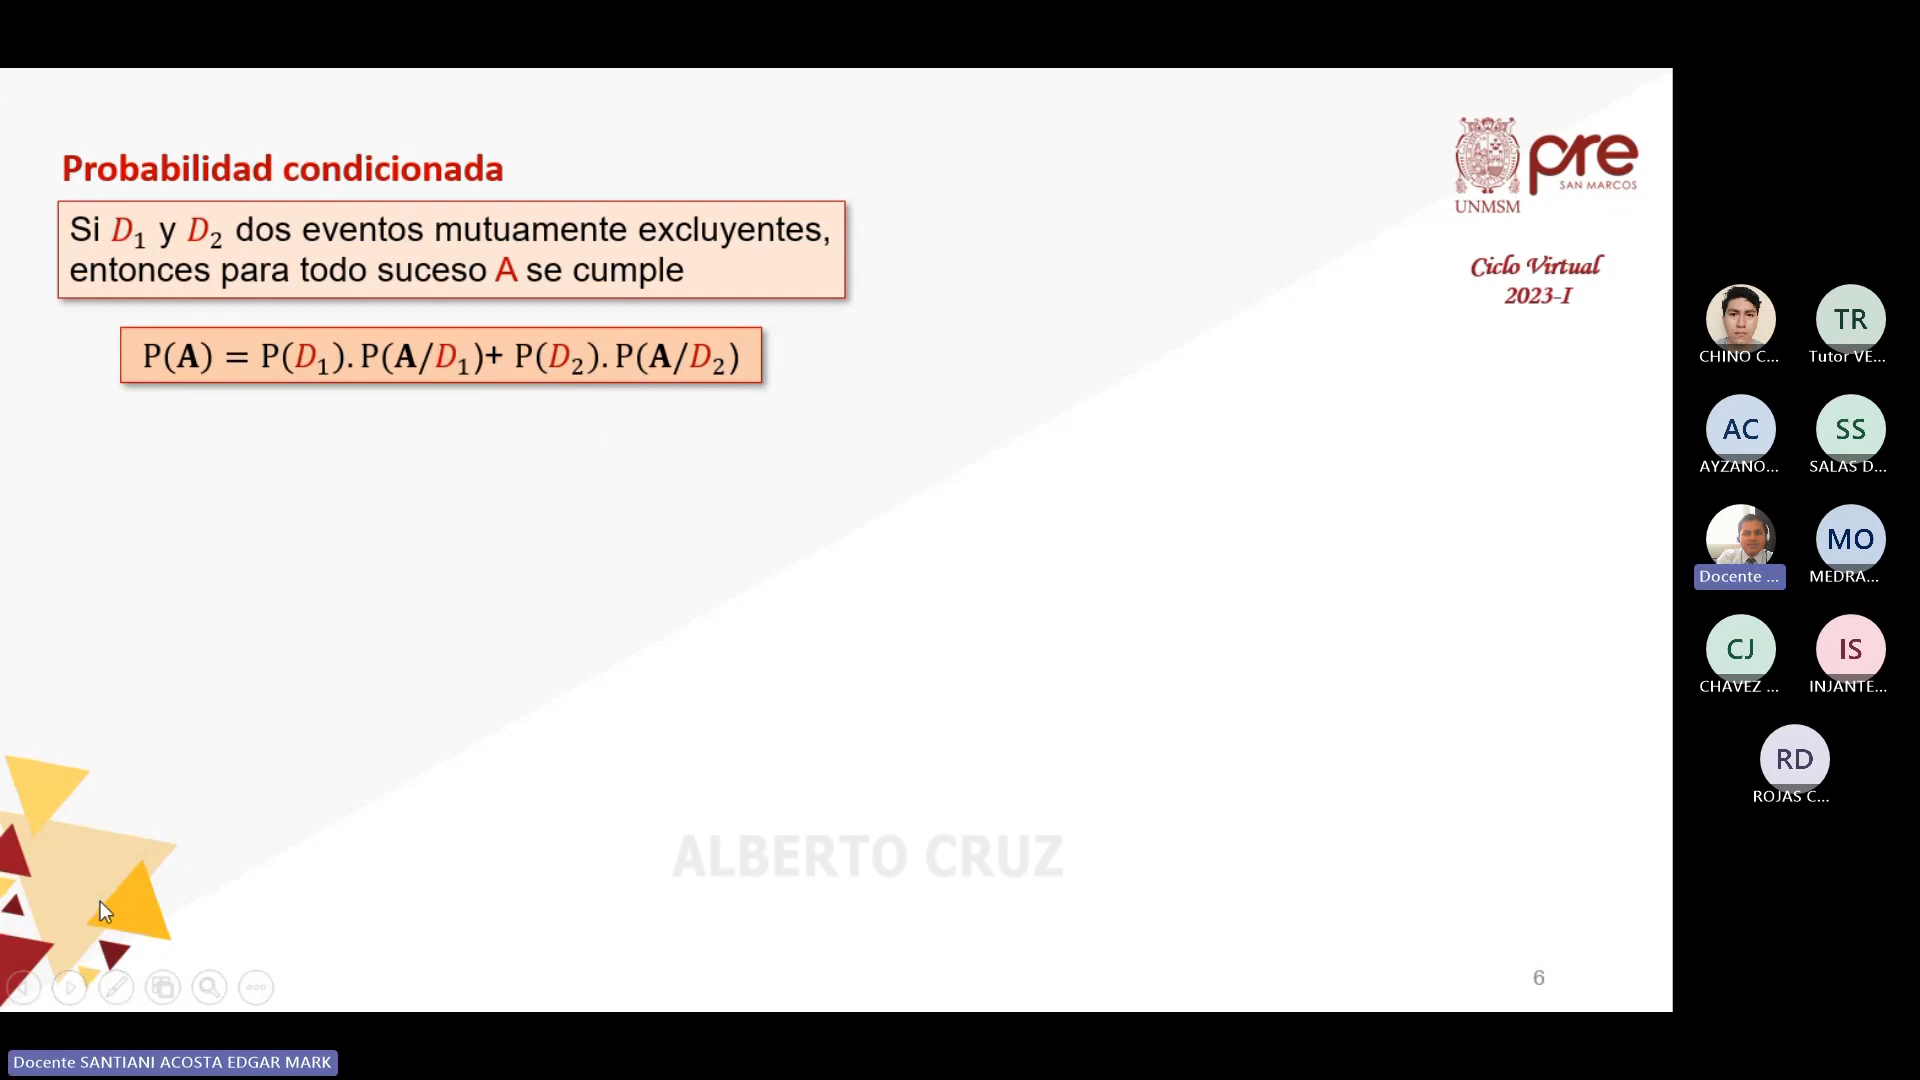 Probabilidad condicionada
Si D₁ y D₂ dos eventos mutuamente excluyentes,
entonces para todo suceso A se cumple
P(A) = P(D₁).P(A/D₁)+ P(D₂).P(A/D₂)
UNMSM
pre
SAN MARCOS
Ciclo Virtual
2023-I
ALBERTO CRUZ
6
CHINO C...
TR
Tutor VE...
AC
AYZANO...
SS
SALAS D...
Docente ...
MO
MEDRA...
CJ
CHAVEZ ...
IS
INJANTE...
RD
ROJAS C...
Docente SANTIANI ACOSTA EDGAR MARK